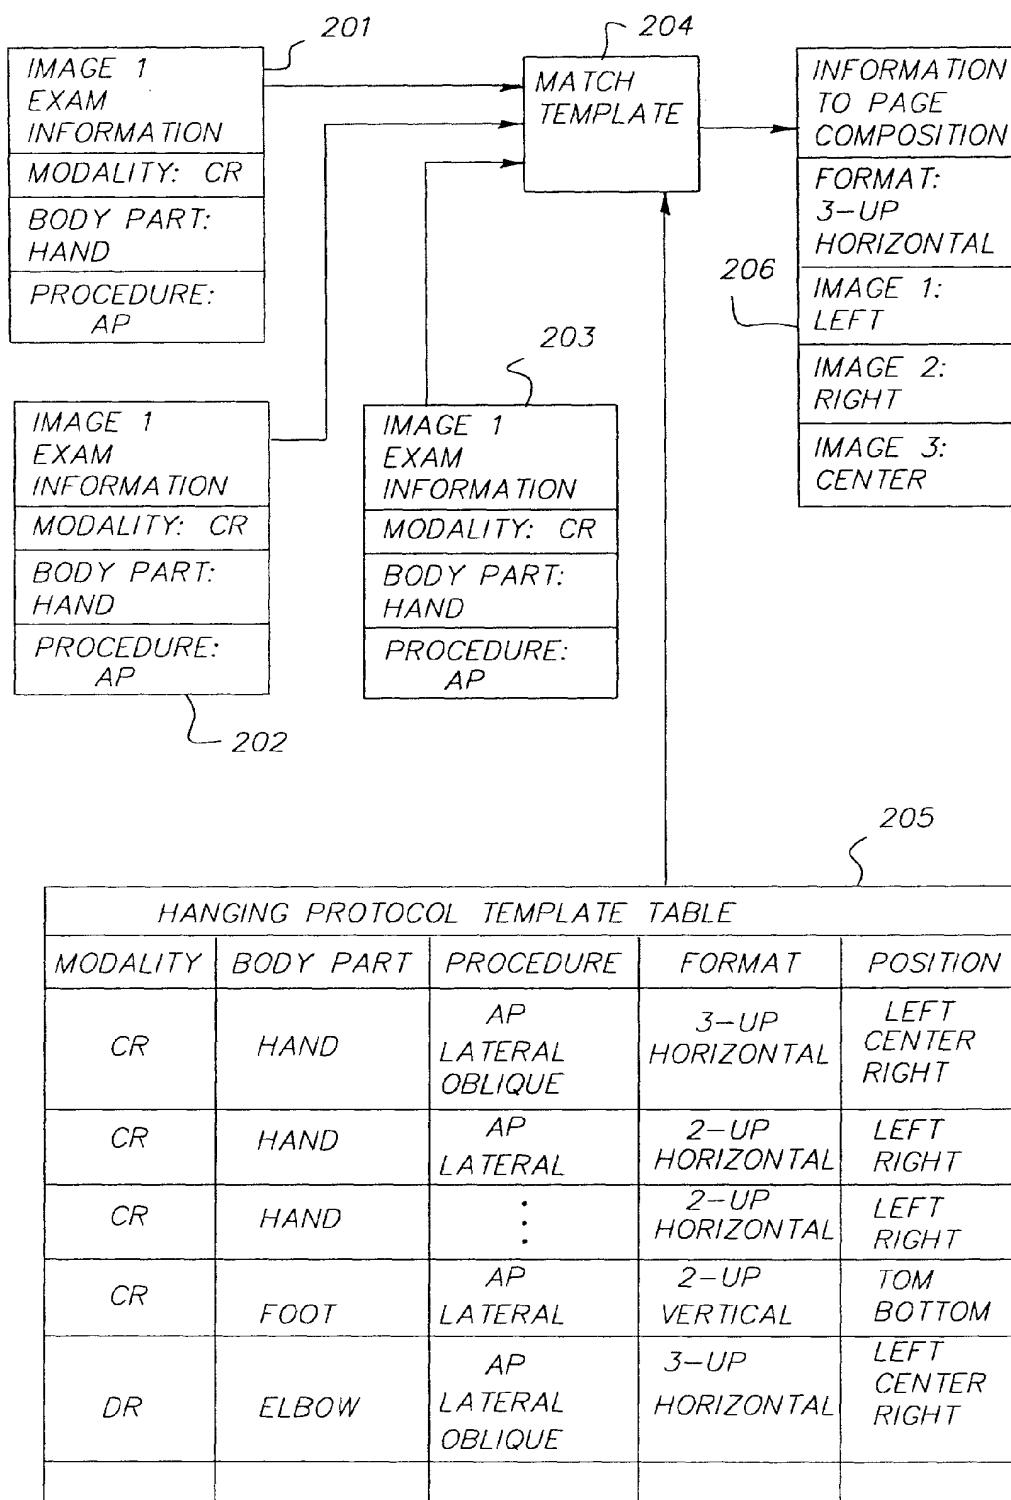 201
IMAGE 1
EXAM
INFORMATION
MODALITY: CR
BODY PART:
HAND
PROCEDURE:
AP
204
MATCH
TEMPLATE
INFORMATION
TO PAGE
COMPOSITION
FORMAT:
3-UP
HORIZONTAL
IMAGE 1:
LEFT
IMAGE 2:
RIGHT
IMAGE 3:
CENTER
206
IMAGE 1
EXAM
INFORMATION
MODALITY: CR
BODY PART:
HAND
PROCEDURE:
AP
202
203
IMAGE 1
EXAM
INFORMATION
MODALITY: CR
BODY PART:
HAND
PROCEDURE:
AP
205
HANGING PROTOCOL TEMPLATE TABLE
MODALITY BODY PART PROCEDURE FORMAT POSITION
CR
HAND
AP
LATERAL
OBLIQUE
3-UP
HORIZONTAL
LEFT
CENTER
RIGHT
CR
HAND
AP
LATERAL
2-UP
HORIZONTAL
LEFT
RIGHT
CR
HAND
⋮
2-UP
HORIZONTAL
LEFT
RIGHT
CR
FOOT
AP
LATERAL
2-UP
VERTICAL
TOM
BOTTOM
DR
ELBOW
AP
LATERAL
OBLIQUE
3-UP
HORIZONTAL
LEFT
CENTER
RIGHT